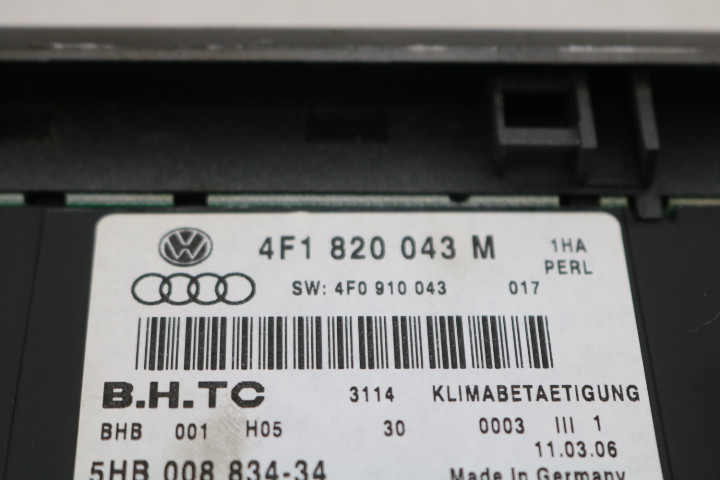 4F1 820 043 M 1HA
PERL
SW: 4F0 910 043 017
B.H.TC 3114 KLIMABETAETIGUNG
BHB 001 H05 30 0003 III 1
11.03.06
5HB 008 834-34 Made In Germany